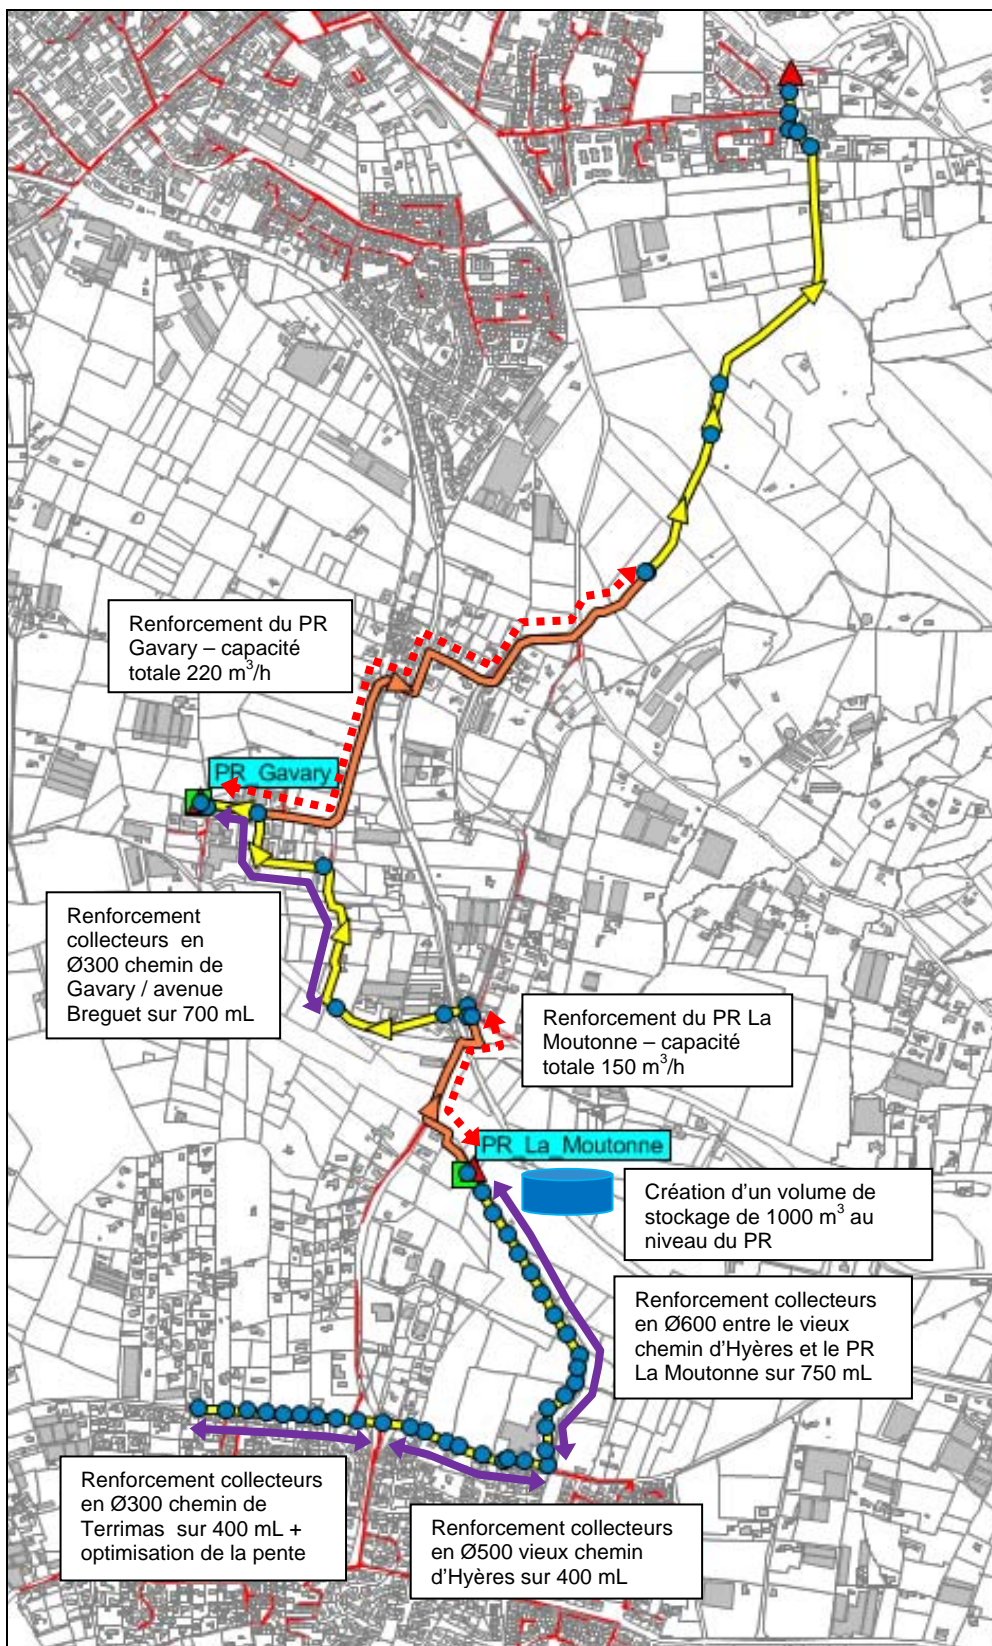 Renforcement du PR
Gavary – capacité
totale 220 m³/h
PR_Gavary
Renforcement
collecteurs en
Ø300 chemin de
Gavary / avenue
Breguet sur 700 mL
Renforcement du PR La
Moutonne – capacité
totale 150 m³/h
PR_La_Moutonne
Création d’un volume de
stockage de 1000 m³ au
niveau du PR
Renforcement collecteurs
en Ø600 entre le vieux
chemin d’Hyères et le PR
La Moutonne sur 750 mL
Renforcement collecteurs
en Ø300 chemin de
Terrimas sur 400 mL +
optimisation de la pente
Renforcement collecteurs
en Ø500 vieux chemin
d’Hyères sur 400 mL